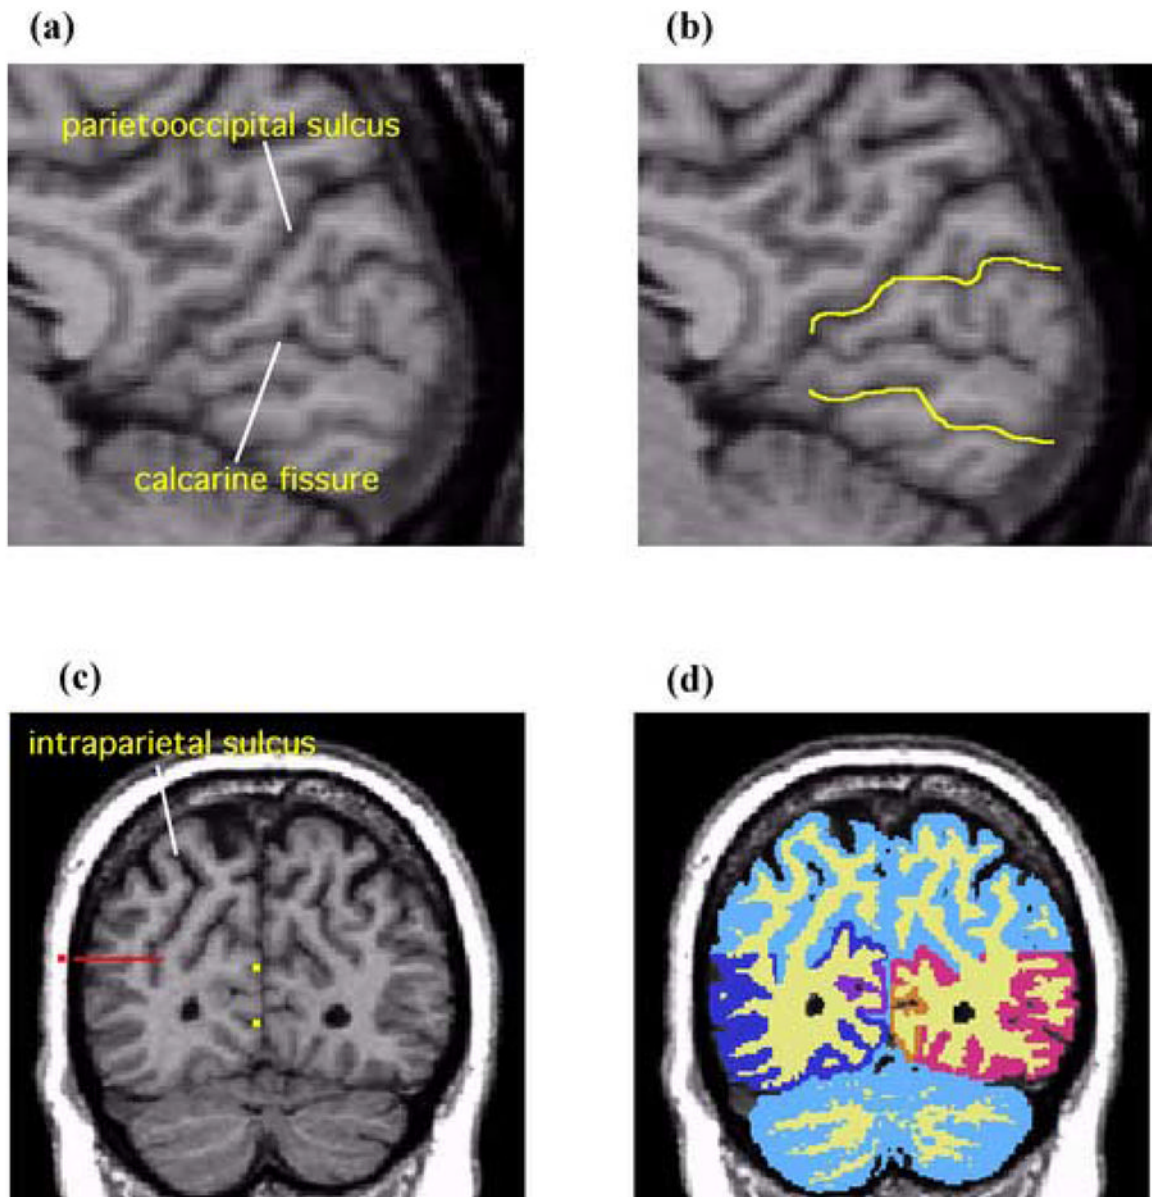 (a)
(b)
parietooccipital sulcus
calcarine fissure
(c)
(d)
intraparietal sulcus